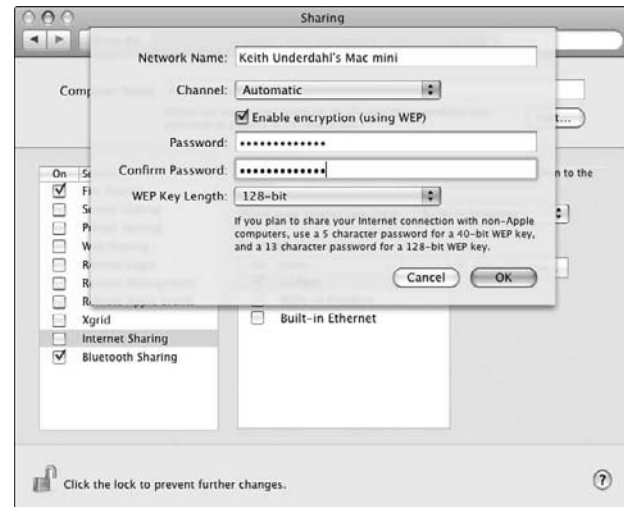 Sharing
Network Name: Keith Underdahl's Mac mini
Channel: Automatic
Enable encryption (using WEP)
Password: •••••••••••••
Confirm Password: •••••••••••••
WEP Key Length: 128-bit
If you plan to share your Internet connection with non-Apple
computers, use a 5 character password for a 40-bit WEP key,
and a 13 character password for a 128-bit WEP key.
Cancel OK
On
to the
Built-in Ethernet
Xgrid
Internet Sharing
Bluetooth Sharing
Click the lock to prevent further changes.
?